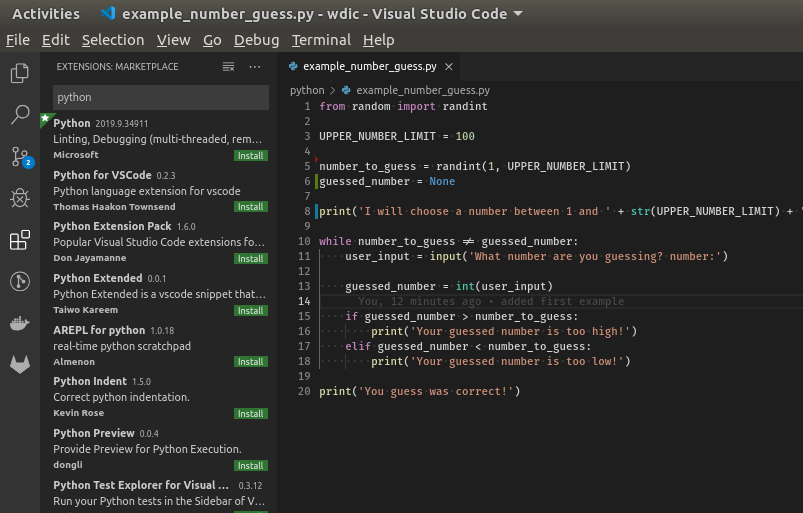 Activities example_number_guess.py - wdic - Visual Studio Code
File Edit Selection View Go Debug Terminal Help
EXTENSIONS: MARKETPLACE
python
Python 2019.9.34911
Linting, Debugging (multi-threaded, rem…
Microsoft Install
Python for VSCode 0.2.3
Python language extension for vscode
Thomas Haakon Townsend Install
Python Extension Pack 1.6.0
Popular Visual Studio Code extensions fo…
Don Jayamanne Install
Python Extended 0.0.1
Python Extended is a vscode snippet that…
Taiwo Kareem Install
AREPL for python 1.0.18
real-time python scratchpad
Almenon Install
Python Indent 1.5.0
Correct python indentation.
Kevin Rose Install
Python Preview 0.0.4
Provide Preview for Python Execution.
dongli Install
Python Test Explorer for Visual … 0.3.12
Run your Python tests in the Sidebar of V…
2
example_number_guess.py ×
python > example_number_guess.py
1 from random import randint
2
3 UPPER_NUMBER_LIMIT = 100
4
5 number_to_guess = randint(1, UPPER_NUMBER_LIMIT)
6 guessed_number = None
7
8 print('I will choose a number between 1 and ' + str(UPPER_NUMBER_LIMIT) + '
9
10 while number_to_guess ≠ guessed_number:
11 user_input = input('What number are you guessing? number:')
12
13 guessed_number = int(user_input)
14 You, 12 minutes ago • added first example
15 if guessed_number > number_to_guess:
16 print('Your guessed number is too high!')
17 elif guessed_number < number_to_guess:
18 print('Your guessed number is too low!')
19
20 print('You guess was correct!')